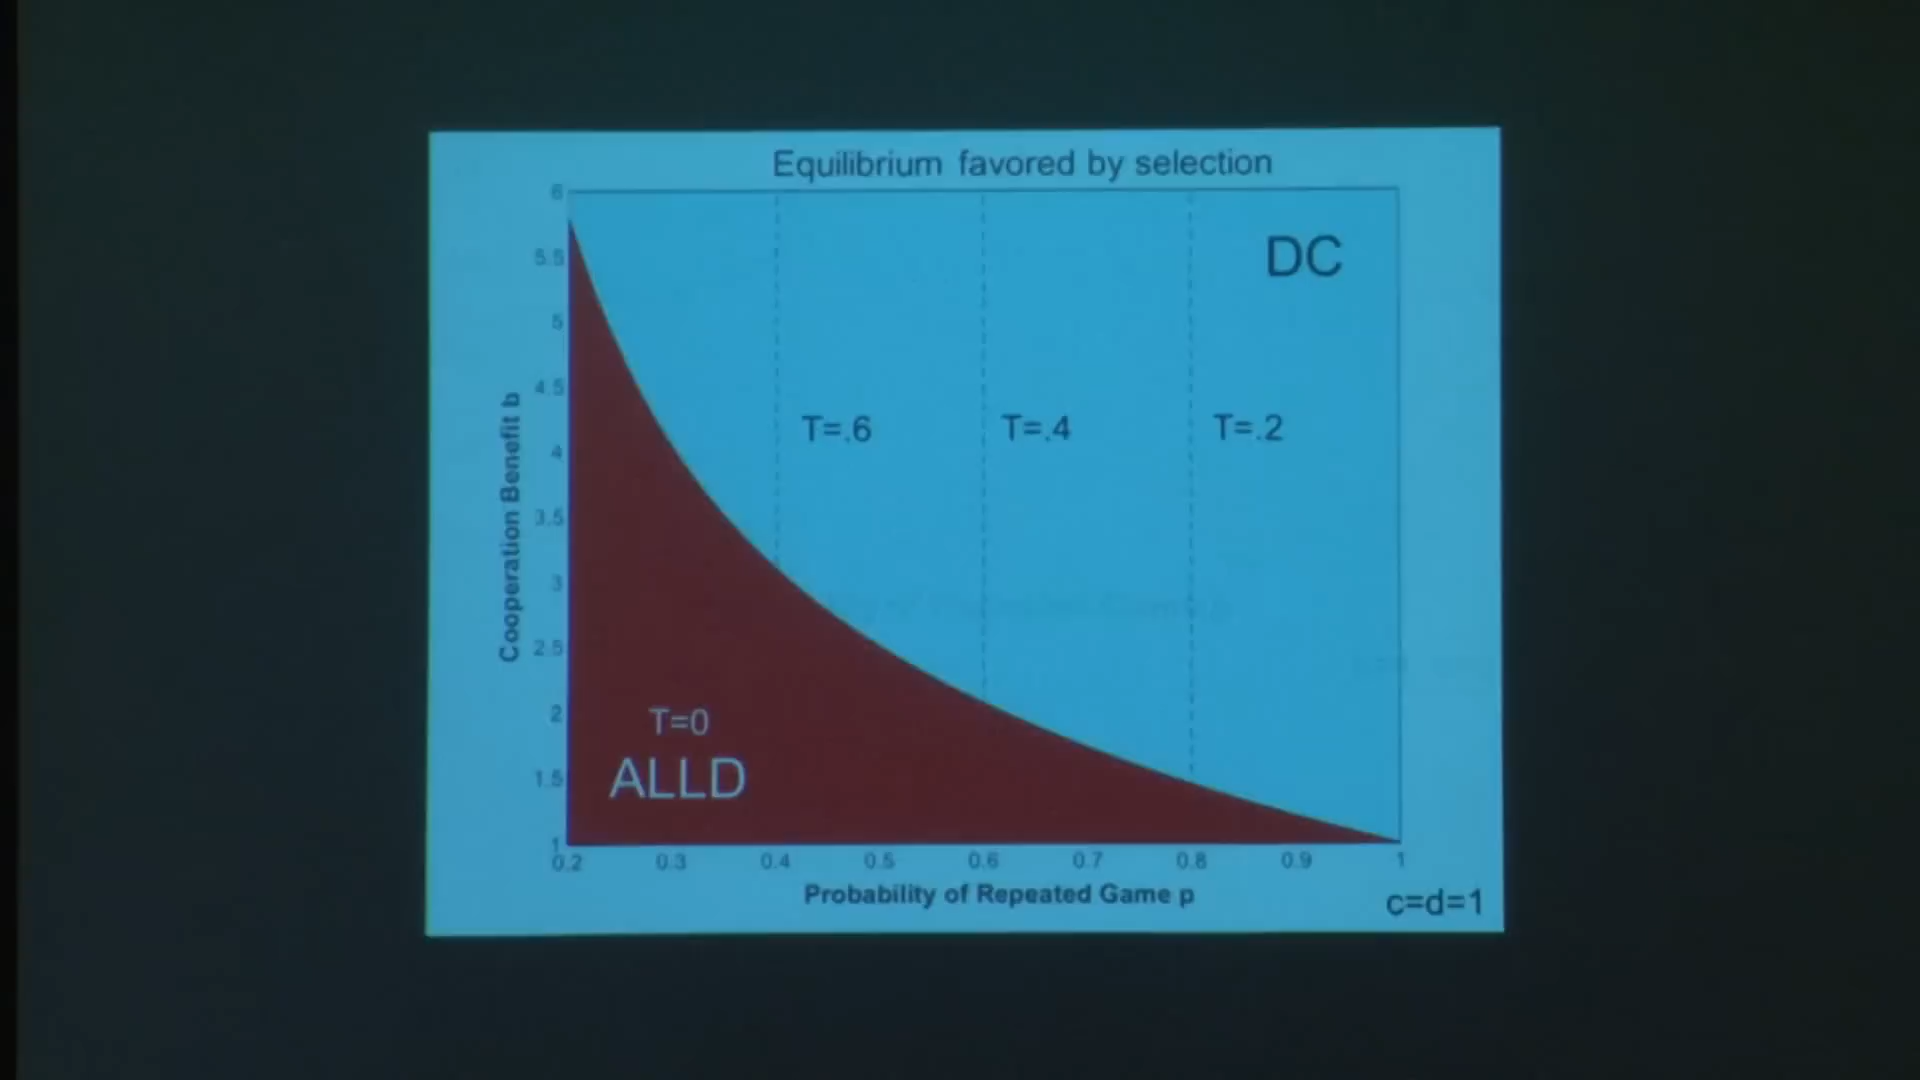 Equilibrium favored by selection
6
5.5
5
4.5
4
3.5
3
2.5
2
1.5
1
Cooperation Benefit b
DC
T=.6
T=.4
T=.2
T=0
ALLD
0.2
0.3
0.4
0.5
0.6
0.7
0.8
0.9
1
Probability of Repeated Game p
c=d=1